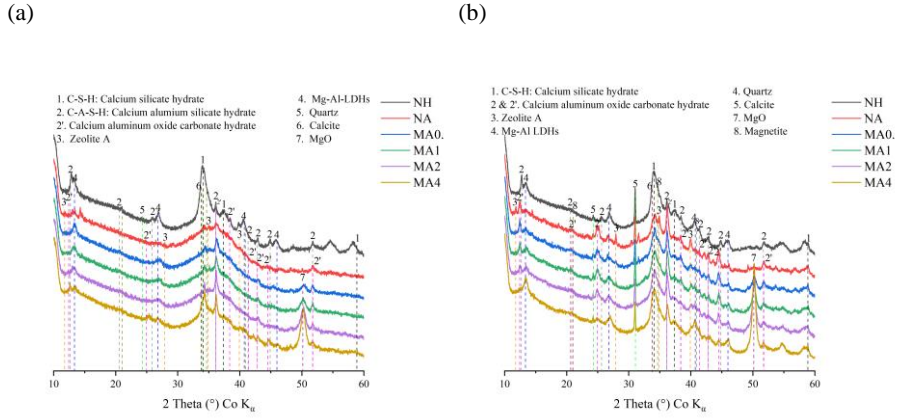 (a)
(b)
1. C-S-H: Calcium silicate hydrate
2. C-A-S-H: Calcium alumium silicate hydrate
2'. Calcium aluminum oxide carbonate hydrate
3. Zeolite A
4. Mg-Al-LDHs
5. Quartz
6. Calcite
7. MgO
NH
NA
MA0.
MA1
MA2
MA4
10 20 30 40 50 60
2 Theta (°) Co Kα
1. C-S-H: Calcium silicate hydrate
2 & 2'. Calcium aluminum oxide carbonate hydrate
3. Zeolite A
4. Mg-Al LDHs
4. Quartz
5. Calcite
7. MgO
8. Magnetite
NH
NA
MA0.
MA1
MA2
MA4
10 20 30 40 50 60
2 Theta (°) Co Kα